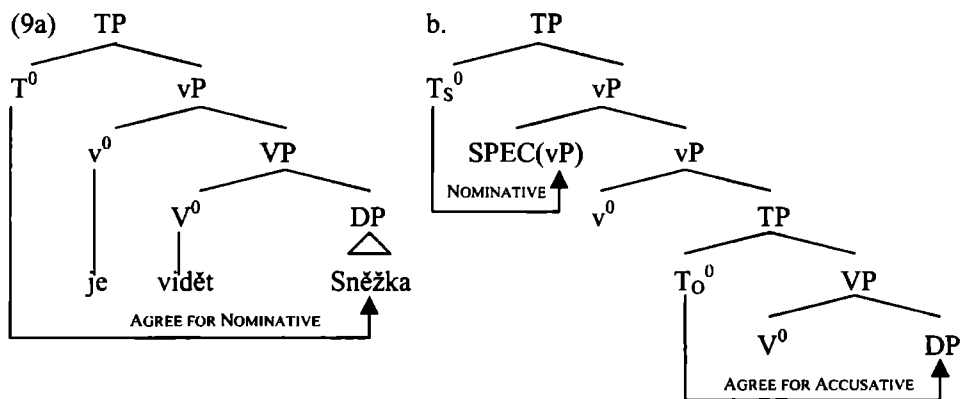 (9a) TP b. TP
T⁰ vP Ts⁰ vP
v⁰ VP SPEC(vP) vP
NOMINATIVE
V⁰ DP v⁰ TP
je vidět Sněžka To⁰ VP
AGREE FOR NOMINATIVE
V⁰ DP
AGREE FOR ACCUSATIVE